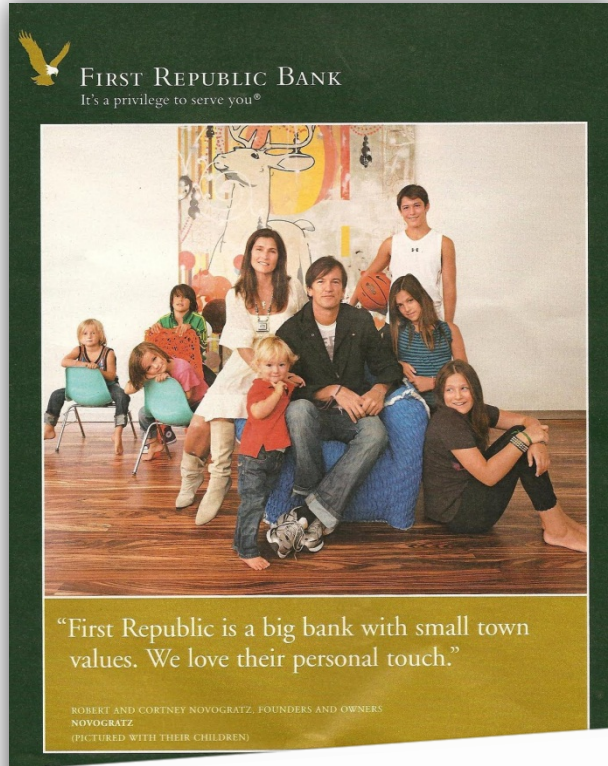 FIRST REPUBLIC BANK
It's a privilege to serve you®
“First Republic is a big bank with small town
values. We love their personal touch.”
ROBERT AND CORTNEY NOVOGRATZ, FOUNDERS AND OWNERS
NOVOGRATZ
(PICTURED WITH THEIR CHILDREN)